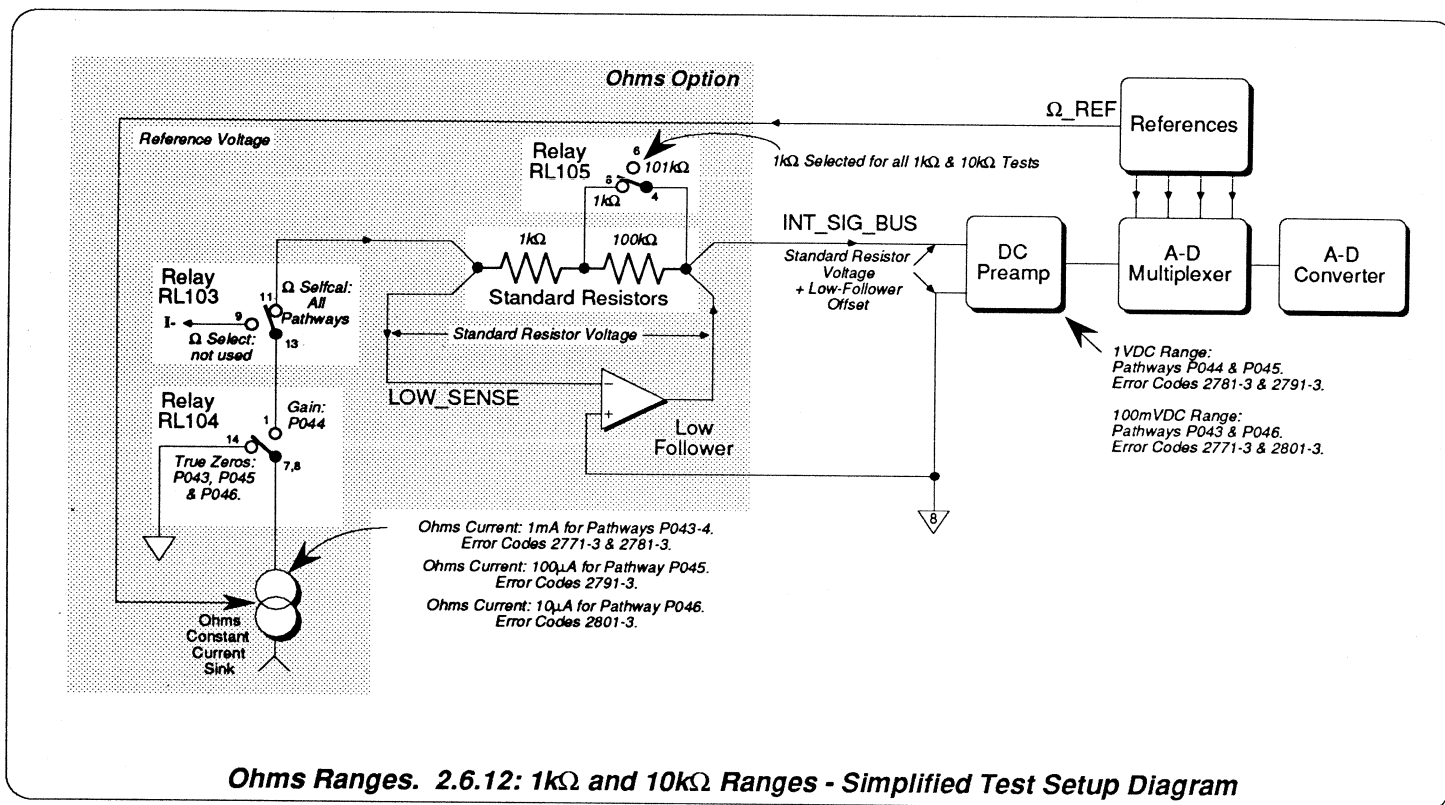 Ohms Option
Reference Voltage
Ω_REF
References
Relay
RL105
6
101kΩ
8
1kΩ
4
1kΩ Selected for all 1kΩ & 10kΩ Tests
1kΩ
100kΩ
Standard Resistors
INT_SIG_BUS
Standard Resistor
Voltage
+ Low-Follower
Offset
DC
Preamp
A-D
Multiplexer
A-D
Converter
Relay
RL103
11
Ω Selfcal:
All
Pathways
I-
9
13
Ω Select:
not used
Standard Resistor Voltage
LOW_SENSE
−
+
Low
Follower
1VDC Range:
Pathways P044 & P045.
Error Codes 2781-3 & 2791-3.
100mVDC Range:
Pathways P043 & P046.
Error Codes 2771-3 & 2801-3.
Relay
RL104
1
Gain:
P044
14
7,8
True Zeros:
P043, P045
& P046.
8
Ohms Current: 1mA for Pathways P043-4.
Error Codes 2771-3 & 2781-3.
Ohms Current: 100µA for Pathway P045.
Error Codes 2791-3.
Ohms Current: 10µA for Pathway P046.
Error Codes 2801-3.
Ohms
Constant
Current
Sink
Ohms Ranges. 2.6.12: 1kΩ and 10kΩ Ranges - Simplified Test Setup Diagram